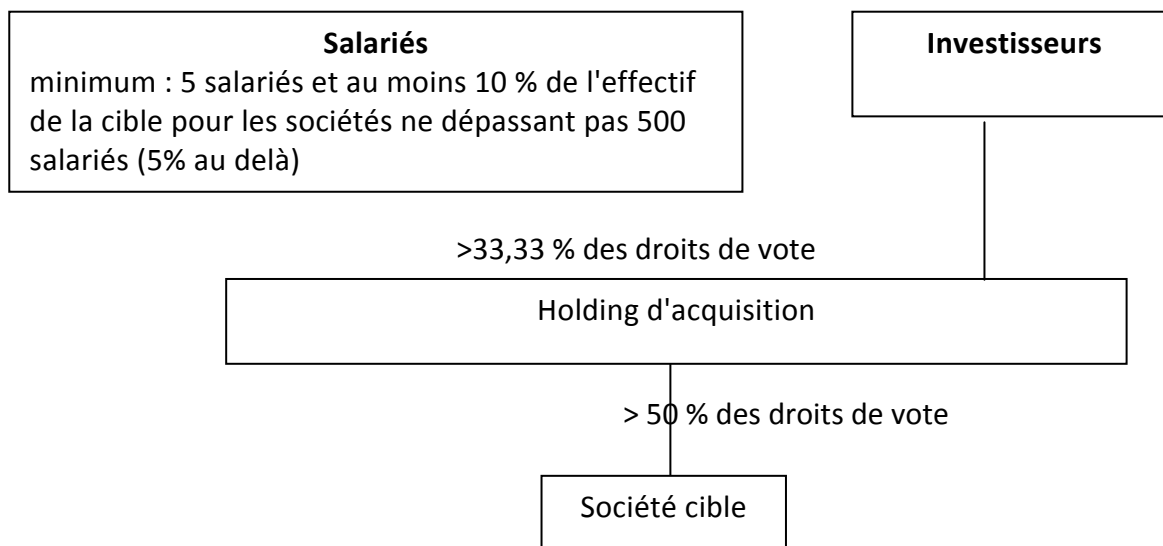 Salariés
minimum : 5 salariés et au moins 10 % de l'effectif
de la cible pour les sociétés ne dépassant pas 500
salariés (5% au delà)
Investisseurs
>33,33 % des droits de vote
Holding d'acquisition
> 50 % des droits de vote
Société cible